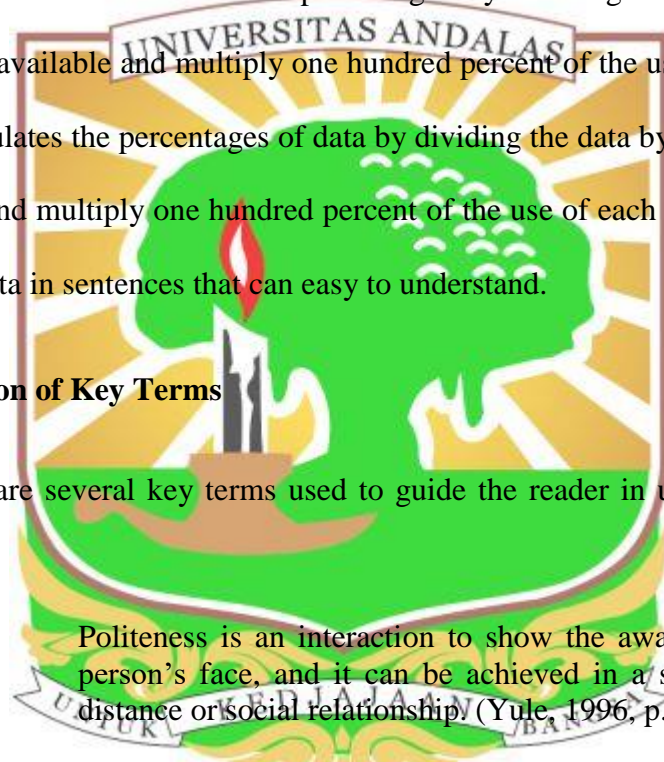 UNIVERSITAS ANDALAS
available and multiply one hundred percent of the
ulates the percentages of data by dividing the data by
nd multiply one hundred percent of the use of each
ta in sentences that can easy to understand.
on of Key Terms
are several key terms used to guide the reader in
Politeness is an interaction to show the
person's face, and it can be achieved in a
distance or social relationship. (Yule, 1996, p.
UNTUK KEDJAJAAN BANGSA